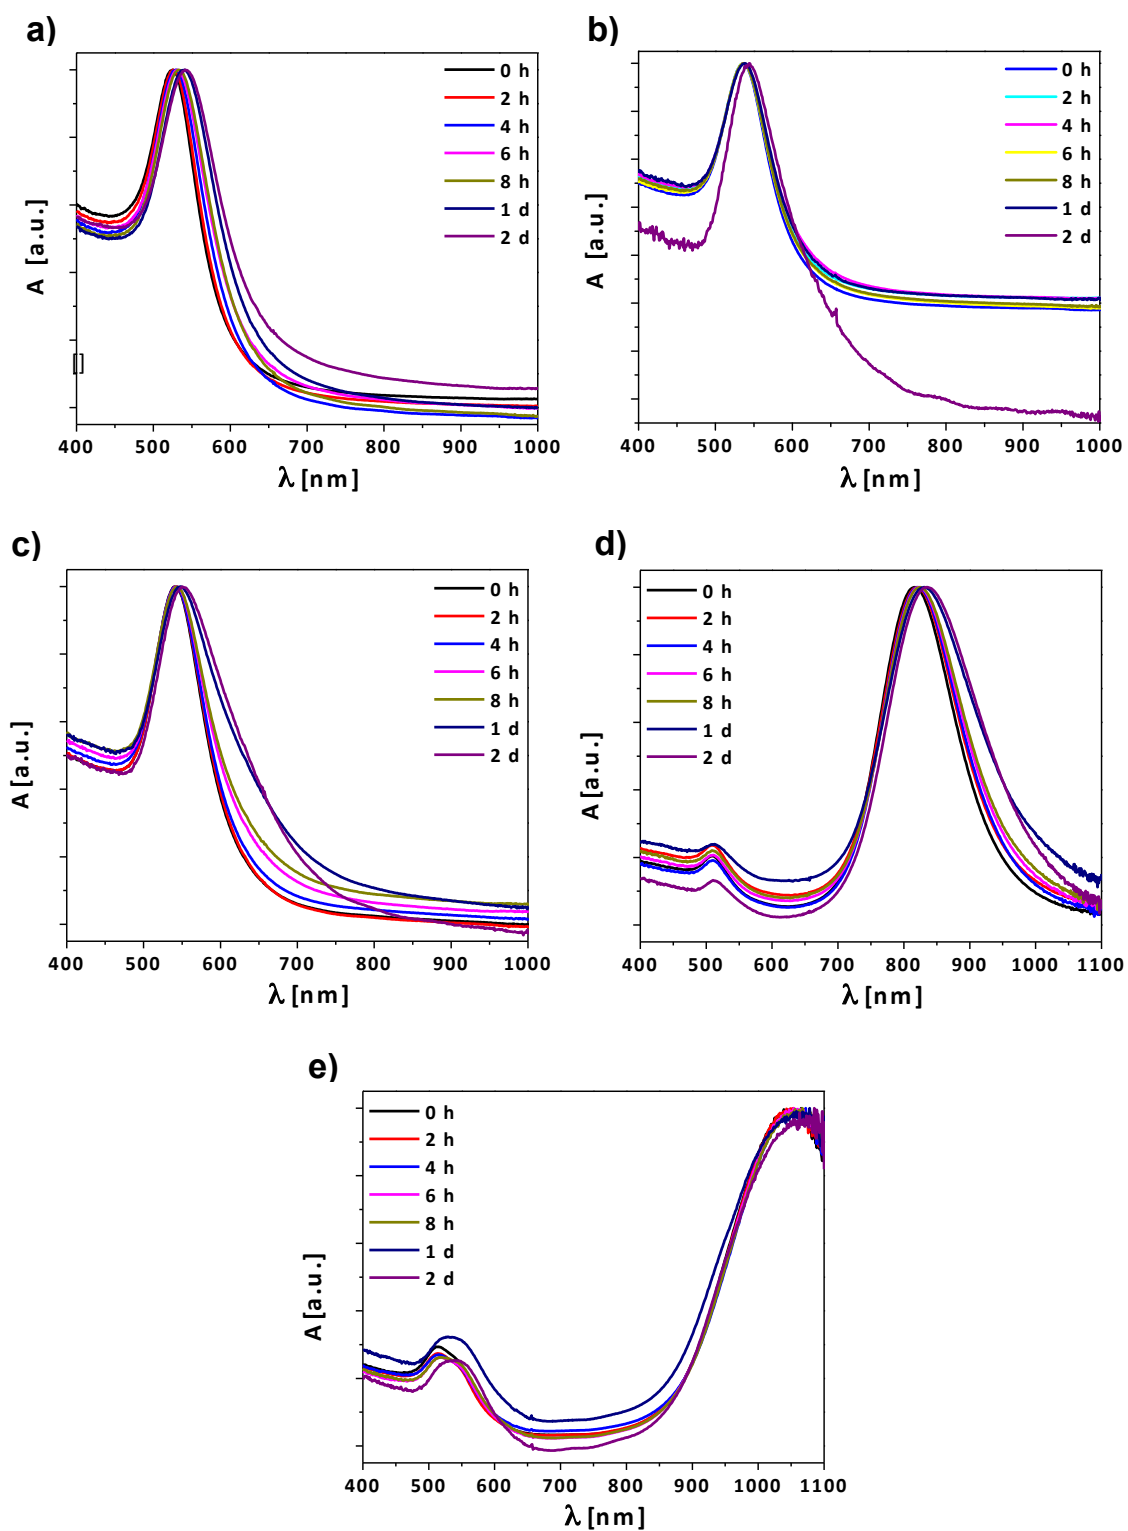 a)
0 h
2 h
4 h
6 h
8 h
1 d
2 d
A [a.u.]
400 500 600 700 800 900 1000
λ [nm]
b)
0 h
2 h
4 h
6 h
8 h
1 d
2 d
A [a.u.]
400 500 600 700 800 900 1000
λ [nm]
c)
0 h
2 h
4 h
6 h
8 h
1 d
2 d
A [a.u.]
400 500 600 700 800 900 1000
λ [nm]
d)
0 h
2 h
4 h
6 h
8 h
1 d
2 d
A [a.u.]
400 500 600 700 800 900 1000 1100
λ [nm]
e)
0 h
2 h
4 h
6 h
8 h
1 d
2 d
A [a.u.]
400 500 600 700 800 900 1000 1100
λ [nm]